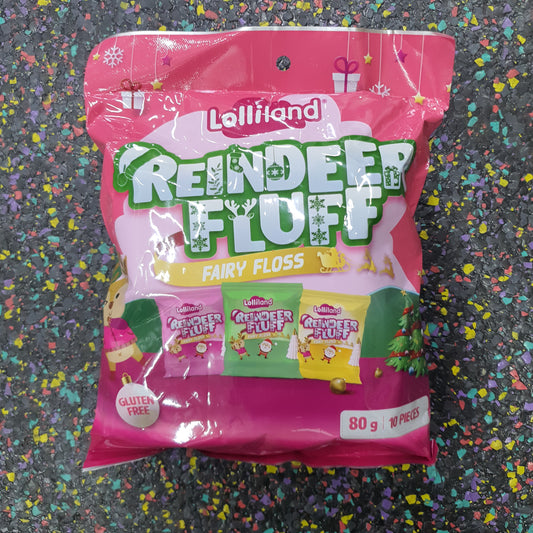 Lolliland
REINDEER
FLUFF
FAIRY FLOSS
Lolliland
REINDEER
FLUFF
Lolliland
REINDEER
FLUFF
Lolliland
REINDEER
FLUFF
GLUTEN
FREE
80 g | 10 PIECES